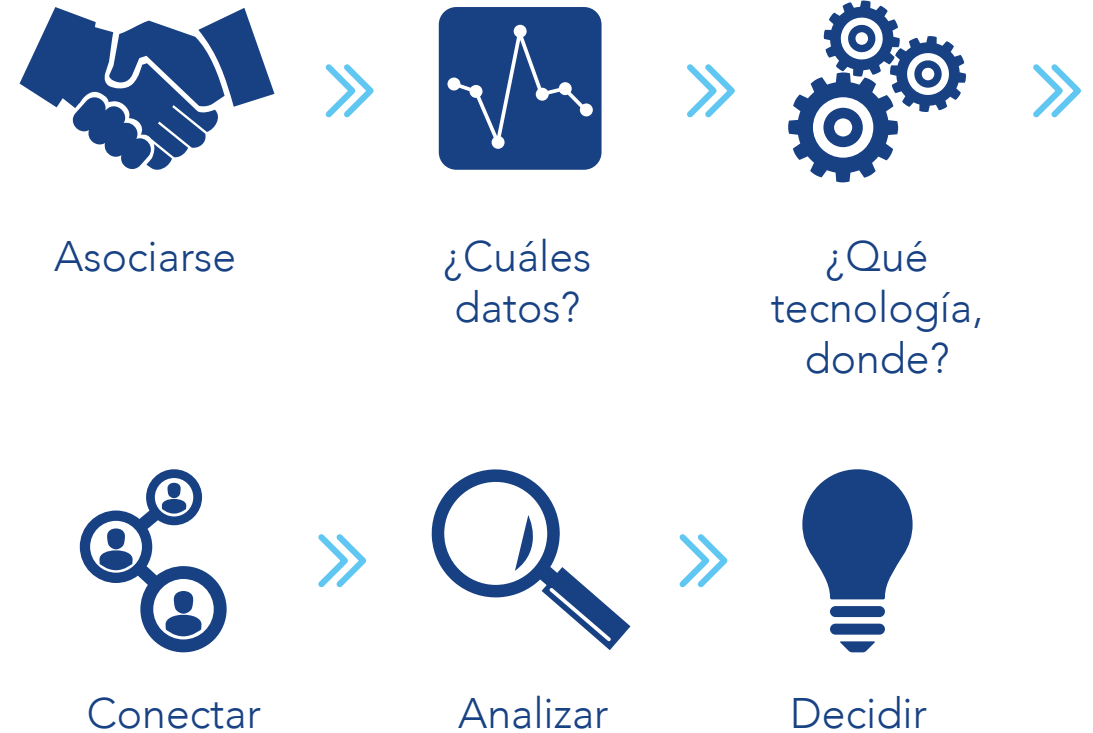 Asociarse
¿Cuáles
datos?
¿Qué
tecnología,
donde?
Conectar
Analizar
Decidir